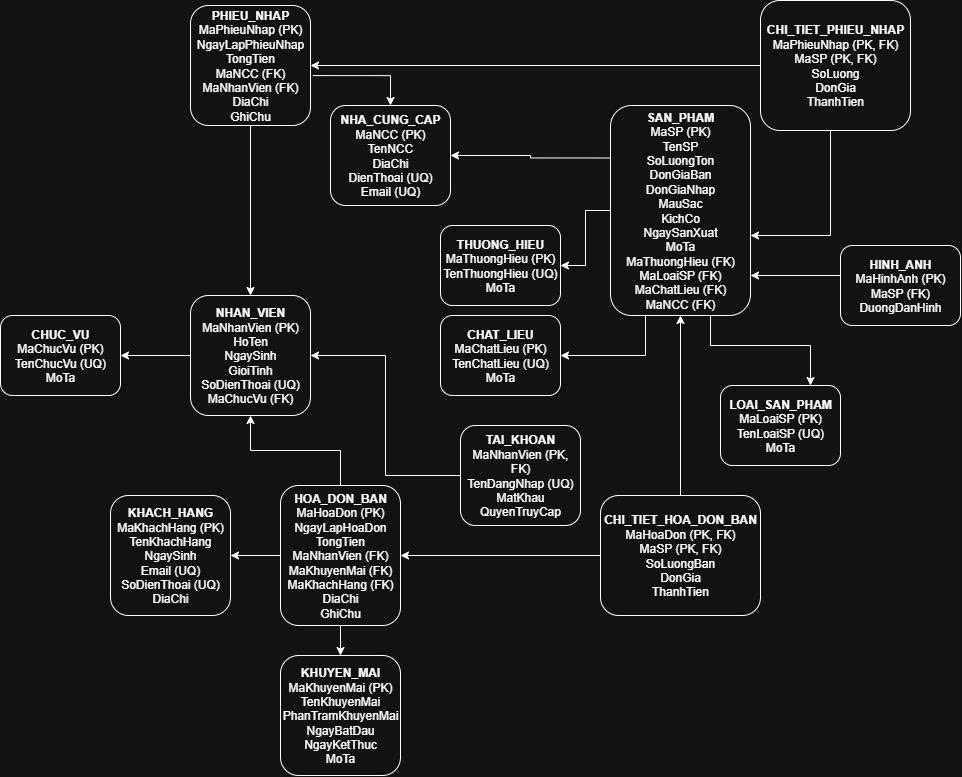 PHIEU_NHAP
MaPhieuNhap (PK)
NgayLapPhieuNhap
TongTien
MaNCC (FK)
MaNhanVien (FK)
DiaChi
GhiChu
CHI_TIET_PHIEU_NHAP
MaPhieuNhap (PK, FK)
MaSP (PK, FK)
SoLuong
DonGia
ThanhTien
NHA_CUNG_CAP
MaNCC (PK)
TenNCC
DiaChi
DienThoai (UQ)
Email (UQ)
SAN_PHAM
MaSP (PK)
TenSP
SoLuongTon
DonGiaBan
DonGiaNhap
MauSac
KichCo
NgaySanXuat
MoTa
MaThuongHieu (FK)
MaLoaiSP (FK)
MaChatLieu (FK)
MaNCC (FK)
THUONG_HIEU
MaThuongHieu (PK)
TenThuongHieu (UQ)
MoTa
HINH_ANH
MaHinhAnh (PK)
MaSP (FK)
DuongDanHinh
NHAN_VIEN
MaNhanVien (PK)
HoTen
NgaySinh
GioiTinh
SoDienThoai (UQ)
MaChucVu (FK)
CHUC_VU
MaChucVu (PK)
TenChucVu (UQ)
MoTa
CHAT_LIEU
MaChatLieu (PK)
TenChatLieu (UQ)
MoTa
LOAI_SAN_PHAM
MaLoaiSP (PK)
TenLoaiSP (UQ)
MoTa
TAI_KHOAN
MaNhanVien (PK,
FK)
TenDangNhap (UQ)
MatKhau
QuyenTruyCap
KHACH_HANG
MaKhachHang (PK)
TenKhachHang
NgaySinh
Email (UQ)
SoDienThoai (UQ)
DiaChi
HOA_DON_BAN
MaHoaDon (PK)
NgayLapHoaDon
TongTien
MaNhanVien (FK)
MaKhuyenMai (FK)
MaKhachHang (FK)
DiaChi
GhiChu
CHI_TIET_HOA_DON_BAN
MaHoaDon (PK, FK)
MaSP (PK, FK)
SoLuongBan
DonGia
ThanhTien
KHUYEN_MAI
MaKhuyenMai (PK)
TenKhuyenMai
PhanTramKhuyenMai
NgayBatDau
NgayKetThuc
MoTa